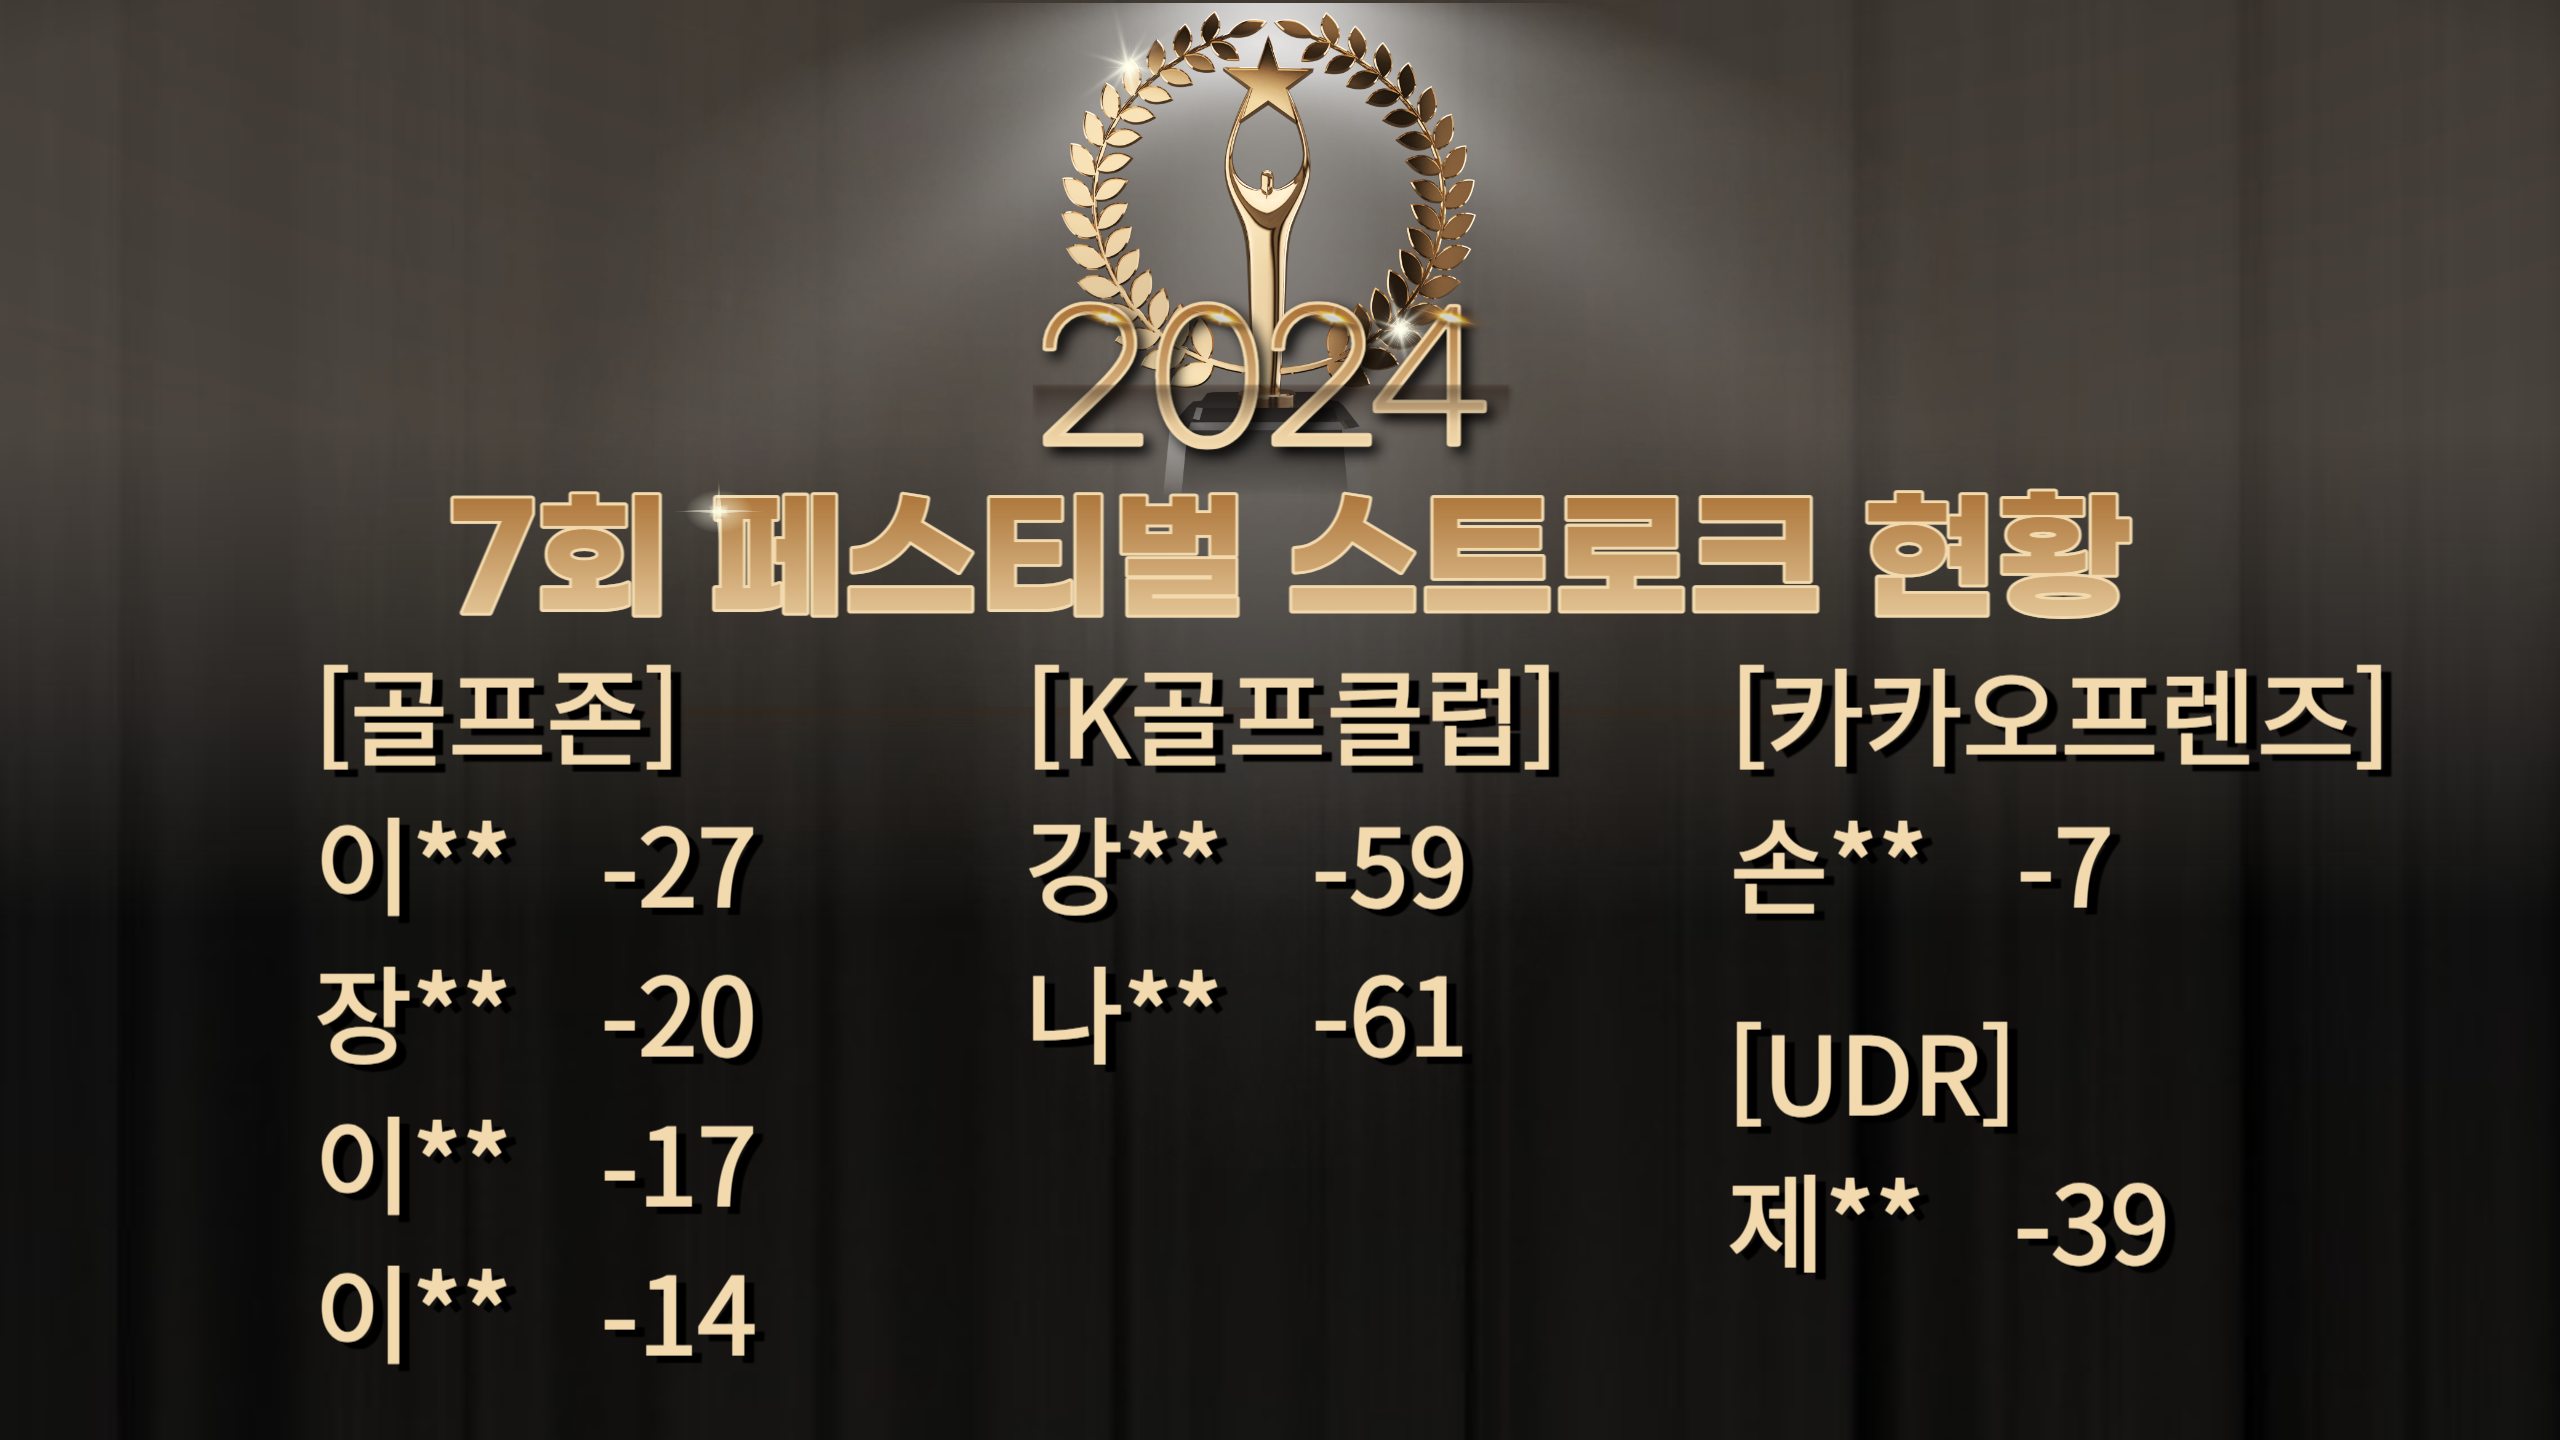 2024
7회 페스티벌 스트로크 현황
[골프존]
이** -27
장** -20
이** -17
이** -14
[K골프클럽]
강** -59
나** -61
[카카오프렌즈]
손** -7
[UDR]
제** -39